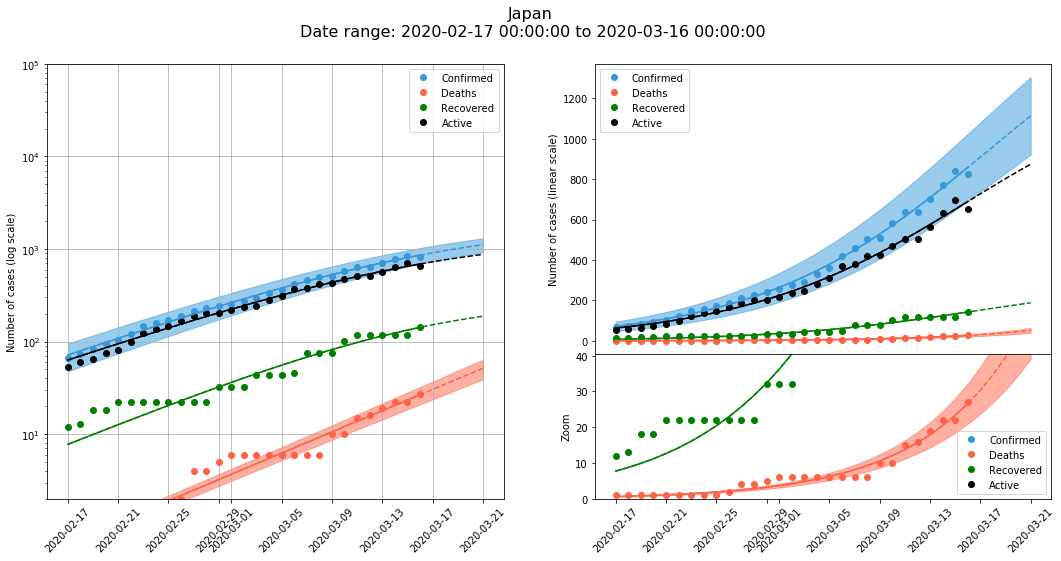 Japan
Date range: 2020-02-17 00:00:00 to 2020-03-16 00:00:00
Number of cases (log scale)
10^5
10^4
10^3
10^2
10^1
Confirmed
Deaths
Recovered
Active
2020-02-17
2020-02-21
2020-02-25
2020-02-29
2020-03-01
2020-03-05
2020-03-09
2020-03-13
2020-03-17
2020-03-21
Number of cases (linear scale)
1200
1000
800
600
400
200
0
Confirmed
Deaths
Recovered
Active
Zoom
40
30
20
10
0
Confirmed
Deaths
Recovered
Active
2020-02-17
2020-02-21
2020-02-25
2020-02-29
2020-03-01
2020-03-05
2020-03-09
2020-03-13
2020-03-17
2020-03-21